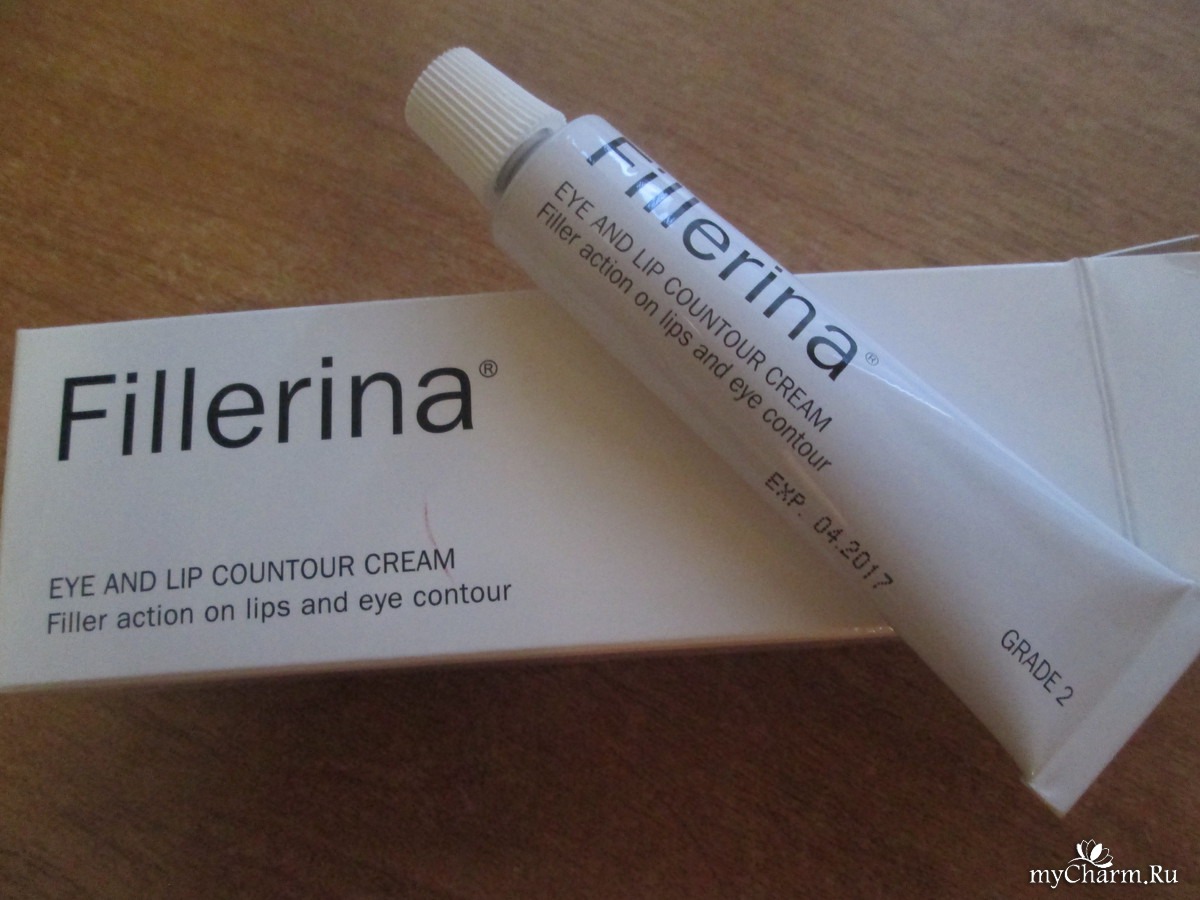 Fillerina®
EYE AND LIP COUNTOUR CREAM
Filler action on lips and eye contour
EXP. 04.2017
GRADE 2
Fillerina®
EYE AND LIP COUNTOUR CREAM
Filler action on lips and eye contour
myCharm.Ru